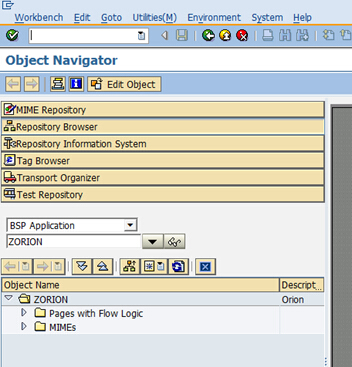 Workbench Edit Goto Utilities(M) Environment System Help
Object Navigator
Edit Object
MIME Repository
Repository Browser
Repository Information System
Tag Browser
Transport Organizer
Test Repository
BSP Application
ZORION
Object Name Descript...
ZORION Orion
Pages with Flow Logic
MIMEs